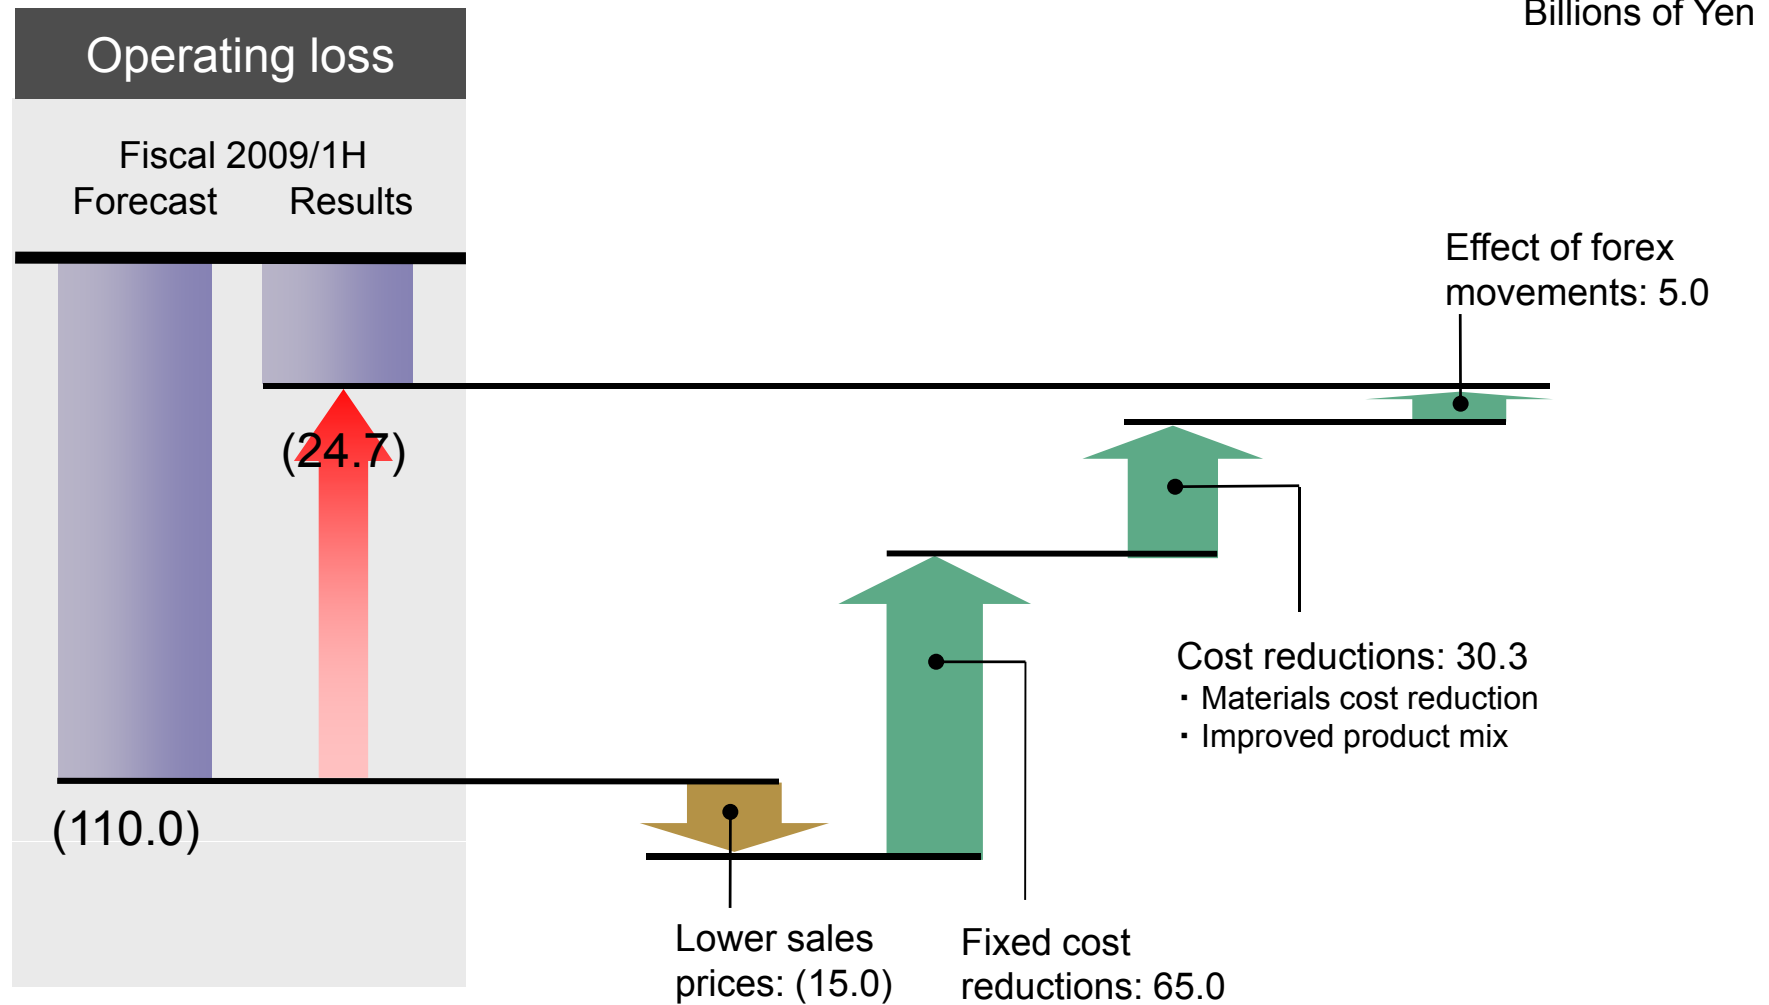 Billions of Yen
Operating loss
Fiscal 2009/1H
Forecast Results
Effect of forex
movements: 5.0
(24.7)
Cost reductions: 30.3
・Materials cost reduction
・Improved product mix
(110.0)
Lower sales
prices: (15.0)
Fixed cost
reductions: 65.0